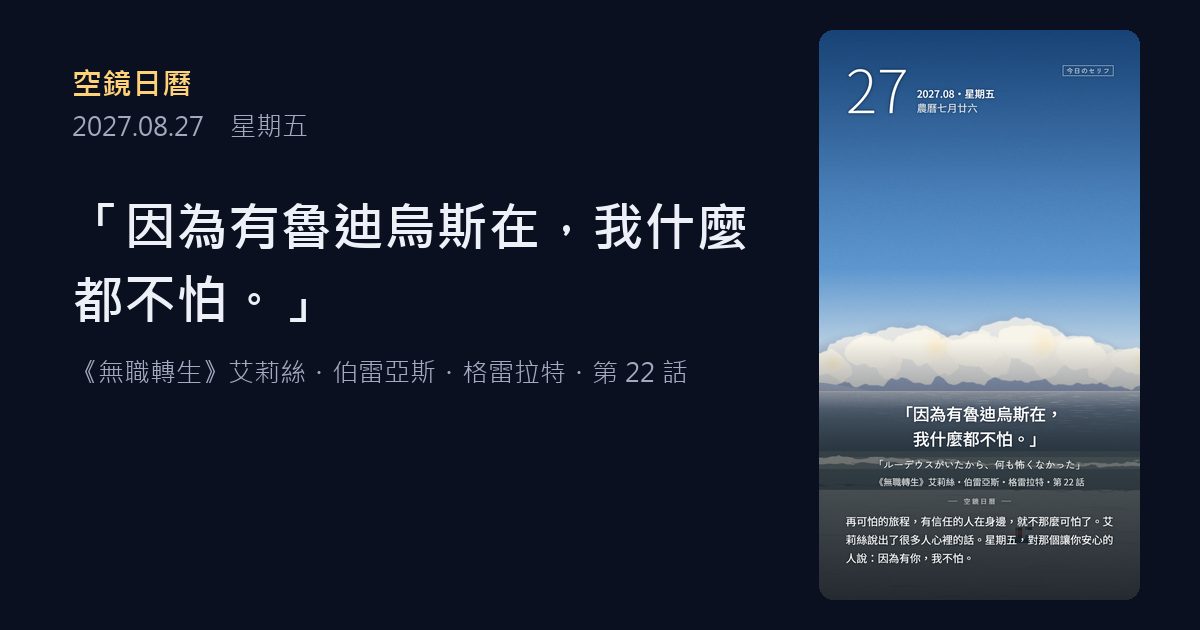 空鏡日曆
2027.08.27 星期五
「因為有魯迪烏斯在，我什麼
都不怕。」
《無職轉生》艾莉絲・伯雷亞斯・格雷拉特・第 22 話
27
今日のセリフ
2027.08・星期五
農曆七月廿六
「因為有魯迪烏斯在，
我什麼都不怕。」
「ルーデウスがいたから、何も怖くなかった」
《無職轉生》艾莉絲・伯雷亞斯・格雷拉特・第 22 話
— 空鏡日曆 —
再可怕的旅程，有信任的人在身邊，就不那麼可怕了。艾
莉絲說出了很多人心裡的話。星期五，對那個讓你安心的
人說：因為有你，我不怕。